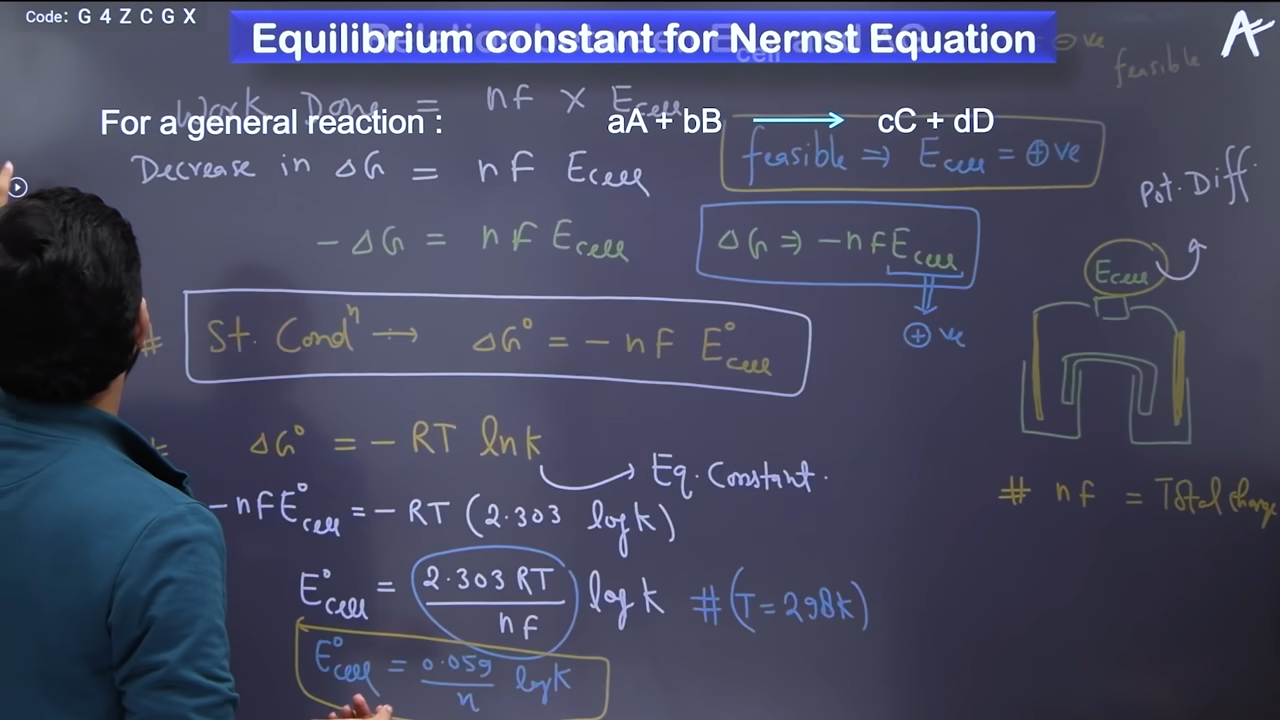 Code: G 4 Z C G X
Equilibrium constant for Nernst Equation
⊖ve
feasible
Work Done = nF × Ecell
For a general reaction : aA + bB ⟶ cC + dD
Decrease in ΔG = nF Ecell
feasible ⇒ Ecell = ⊕ve
Pot. Diff.
-ΔG = nF Ecell
ΔG ⇒ -nFEcell
⊕ve
Ecell
# St. Condⁿ → ΔG° = - nF E°cell
# ΔG° = - RT ln k
Eq. Constant.
-nFE°cell = - RT (2.303 log k)
# nF = Total charge
E°cell = 2.303 RT / nF log k #(T = 298k)
E°cell = 0.059 / n log k